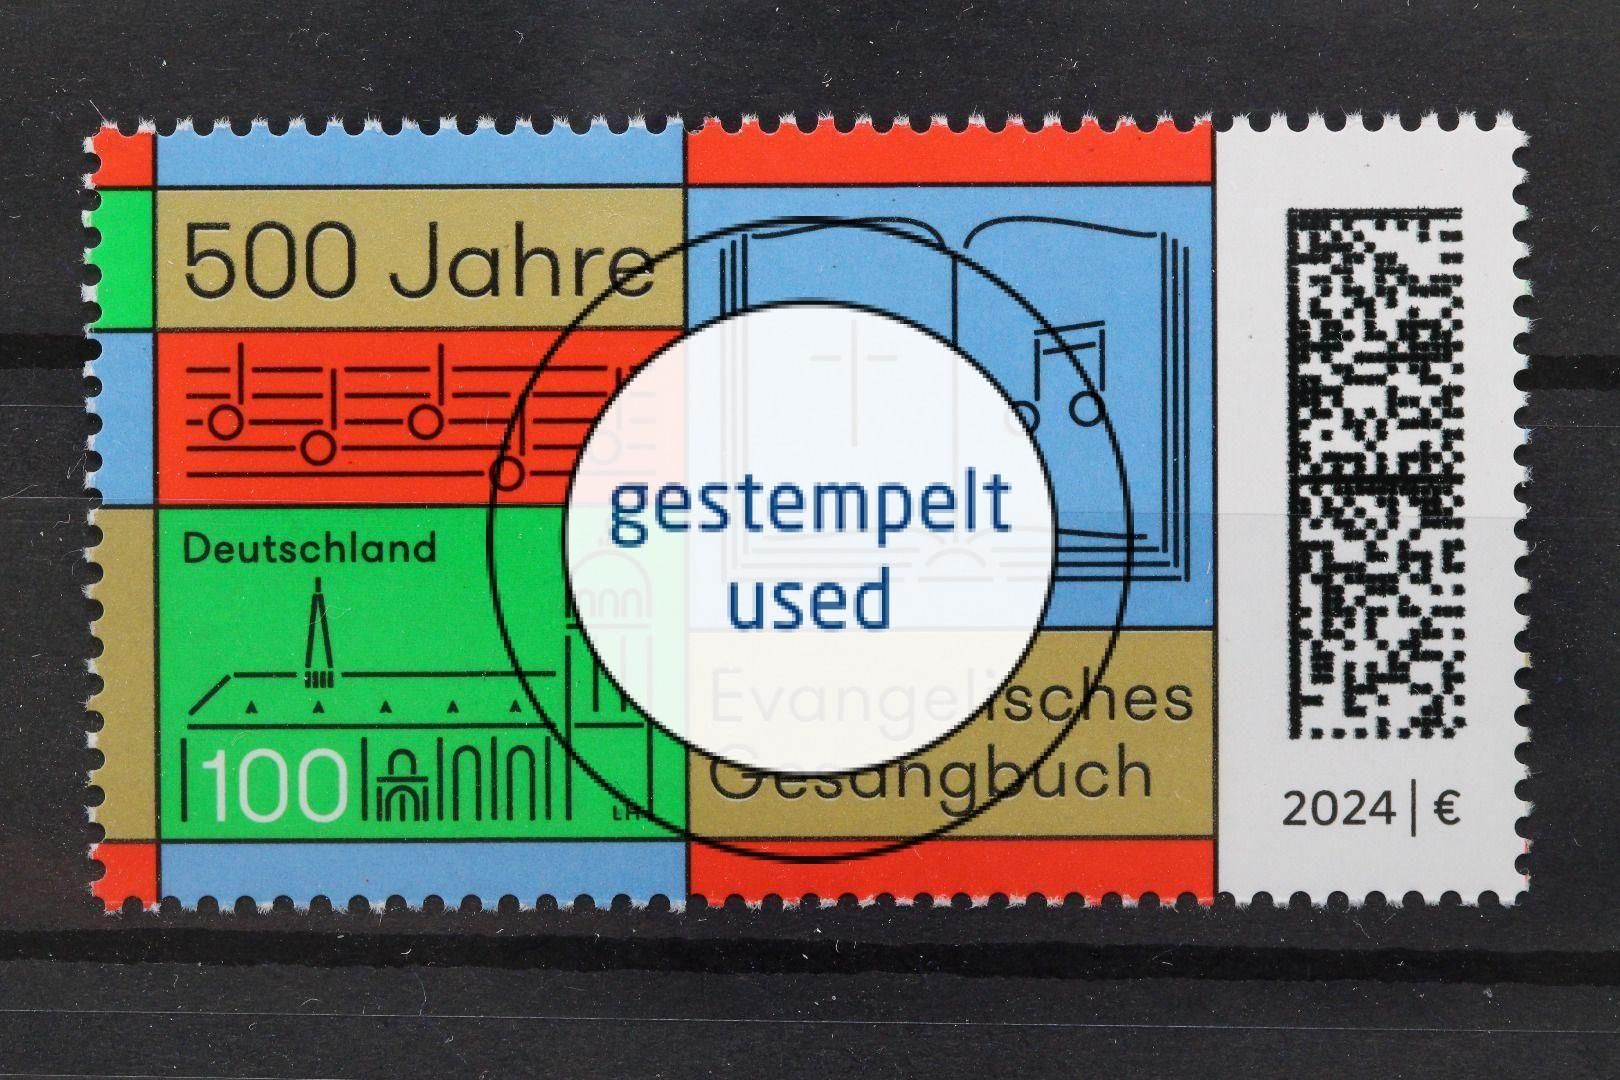 500 Jahre
Deutschland
100
gestempelt
used
Evangelisches
Gesangbuch
2024 | €